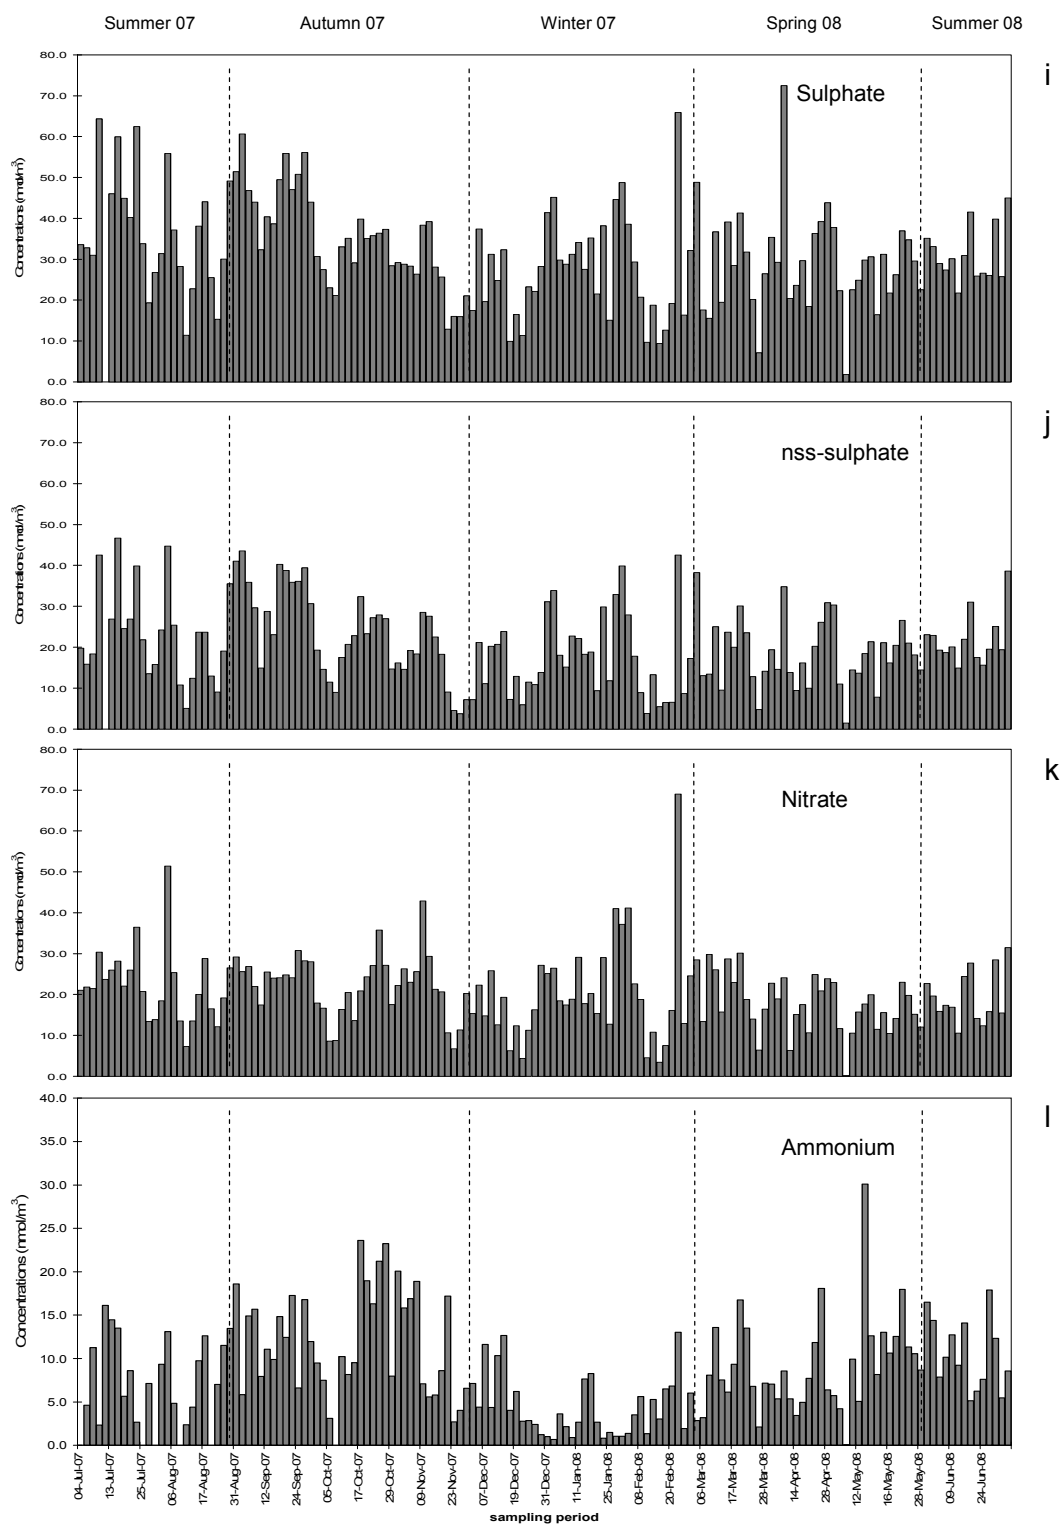 Summer 07 Autumn 07 Winter 07 Spring 08 Summer 08
i
Sulphate
Concentrations (nmol/m³)
80.0
70.0
60.0
50.0
40.0
30.0
20.0
10.0
0.0
j
nss-sulphate
Concentrations (nmol/m³)
80.0
70.0
60.0
50.0
40.0
30.0
20.0
10.0
0.0
k
Nitrate
Concentrations (nmol/m³)
80.0
70.0
60.0
50.0
40.0
30.0
20.0
10.0
0.0
l
Ammonium
Concentrations (nmol/m³)
40.0
35.0
30.0
25.0
20.0
15.0
10.0
5.0
0.0
04-Jul-07
13-Jul-07
25-Jul-07
06-Aug-07
17-Aug-07
31-Aug-07
12-Sep-07
24-Sep-07
05-Oct-07
17-Oct-07
29-Oct-07
09-Nov-07
23-Nov-07
07-Dec-07
19-Dec-07
31-Dec-07
11-Jan-08
25-Jan-08
08-Feb-08
20-Feb-08
06-Mar-08
17-Mar-08
28-Mar-08
14-Apr-08
28-Apr-08
12-May-08
16-May-08
28-May-08
09-Jun-08
24-Jun-08
sampling period